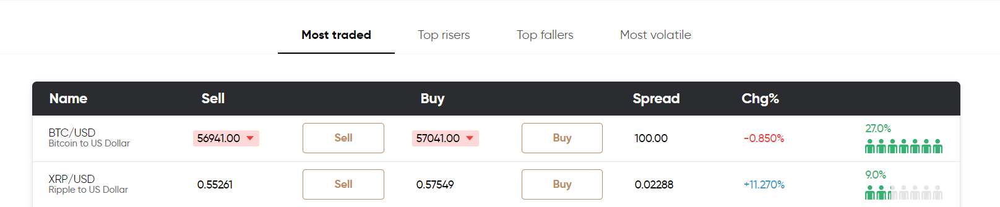 Most traded Top risers Top fallers Most volatile
Name Sell Buy Spread Chg%
27.0%
BTC/USD
56941.00 Sell 57041.00 Buy 100.00 -0.850%
Bitcoin to US Dollar
9.0%
XRP/USD
0.55261 Sell 0.57549 Buy 0.02288 +11.270%
Ripple to US Dollar